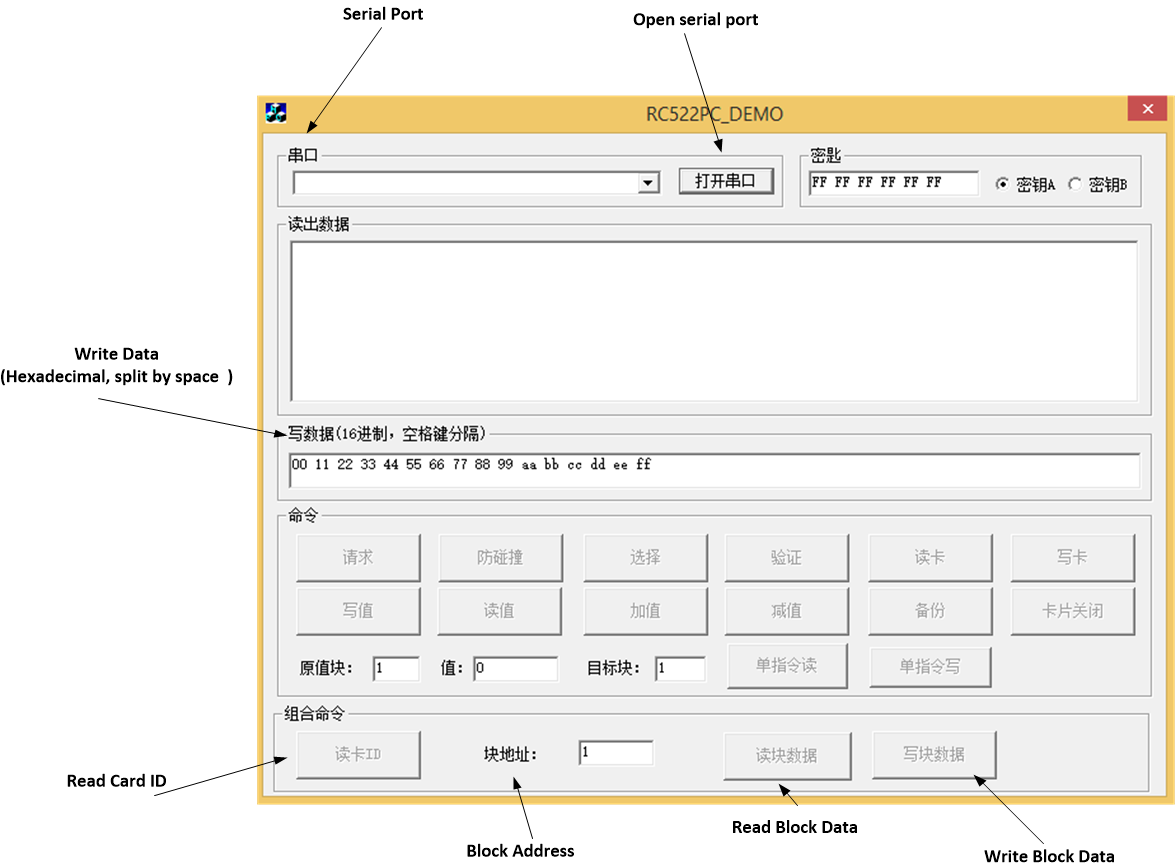 Serial Port
Open serial port
RC522PC_DEMO
串口
打开串口
密匙
FF FF FF FF FF FF
密钥A
密钥B
读出数据
Write Data
(Hexadecimal, split by space )
写数据(16进制，空格键分隔)
00 11 22 33 44 55 66 77 88 99 aa bb cc dd ee ff
命令
请求 防碰撞 选择 验证 读卡 写卡
写值 读值 加值 减值 备份 卡片关闭
原值块: 1 值: 0 目标块: 1 单指令读 单指令写
组合命令
读卡ID 块地址: 1 读块数据 写块数据
Read Card ID
Block Address
Read Block Data
Write Block Data